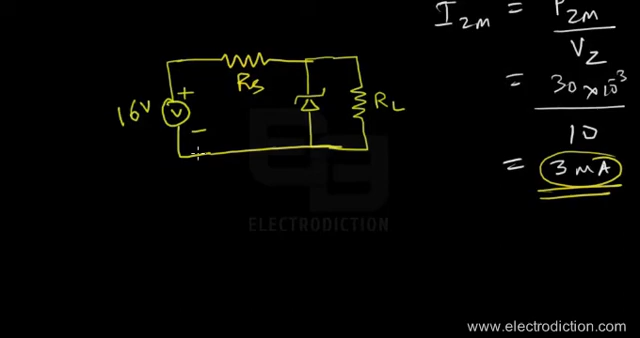 I_ZM = P_ZM / V_Z
= 30 × 10^-3 / 10
= 3 mA
16V
+
V
-
Rs
RL
ELECTRODICTION
www.electrodiction.com